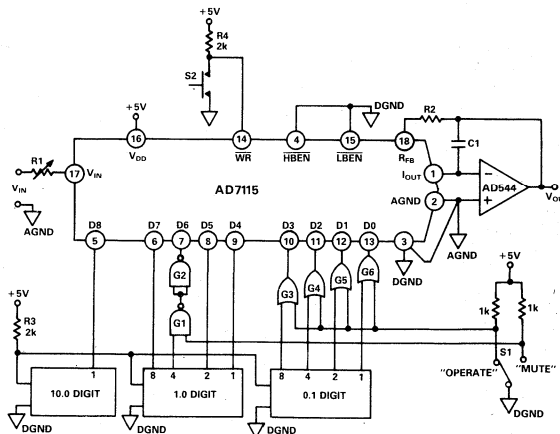 +5V
R4
2k
S2
+5V
DGND
R2
16
14
4
15
18
C1
R1
17
VIN
VDD
WR
HBEN
LBEN
RFB
IOUT
1
AD544
VIN
AD7115
AGND
2
AGND
D8
D7
D6
D5
D4
D3
D2
D1
D0
5
6
7
8
9
10
11
12
13
3
AGND
DGND
G2
G3
G4
G5
G6
+5V
+5V
R3
2k
G1
1k
1k
S1
1
8
4
2
1
8
4
2
1
"OPERATE"
"MUTE"
10.0 DIGIT
1.0 DIGIT
0.1 DIGIT
DGND
DGND
DGND
DGND